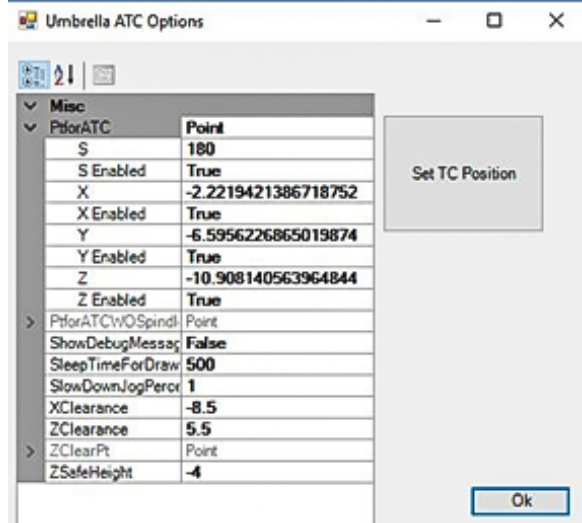 Umbrella ATC Options
Misc
PtforATC Point
S 180
S Enabled True
X -2.2219421386718752
X Enabled True
Y -6.5956226865019874
Y Enabled True
Z -10.908140563964844
Z Enabled True
PtforATCWOSpindl Point
ShowDebugMessag False
SleepTimeForDraw 500
SlowDownJogPerce 1
XClearance -8.5
ZClearance 5.5
ZClearPt Point
ZSafeHeight -4
Set TC Position
Ok